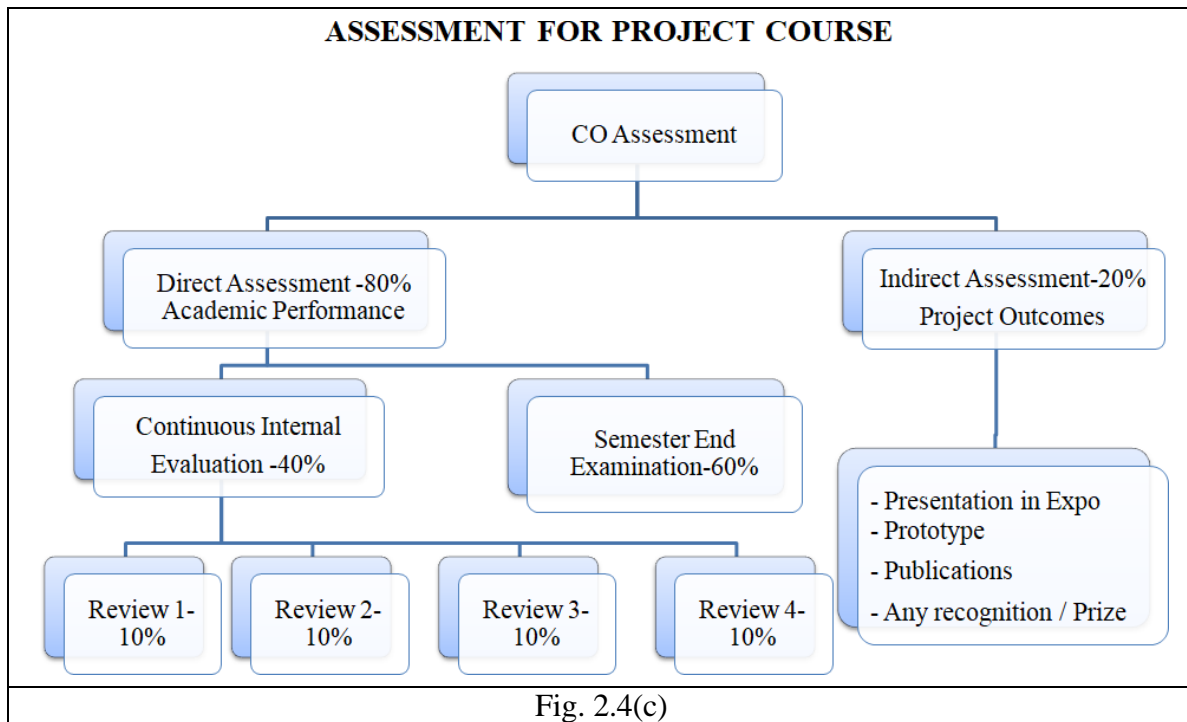 ASSESSMENT FOR PROJECT COURSE
CO Assessment
Direct Assessment -80%
Academic Performance
Indirect Assessment-20%
Project Outcomes
Continuous Internal
Evaluation -40%
Semester End
Examination-60%
- Presentation in Expo
- Prototype
- Publications
- Any recognition / Prize
Review 1-
10%
Review 2-
10%
Review 3-
10%
Review 4-
10%
Fig. 2.4(c)